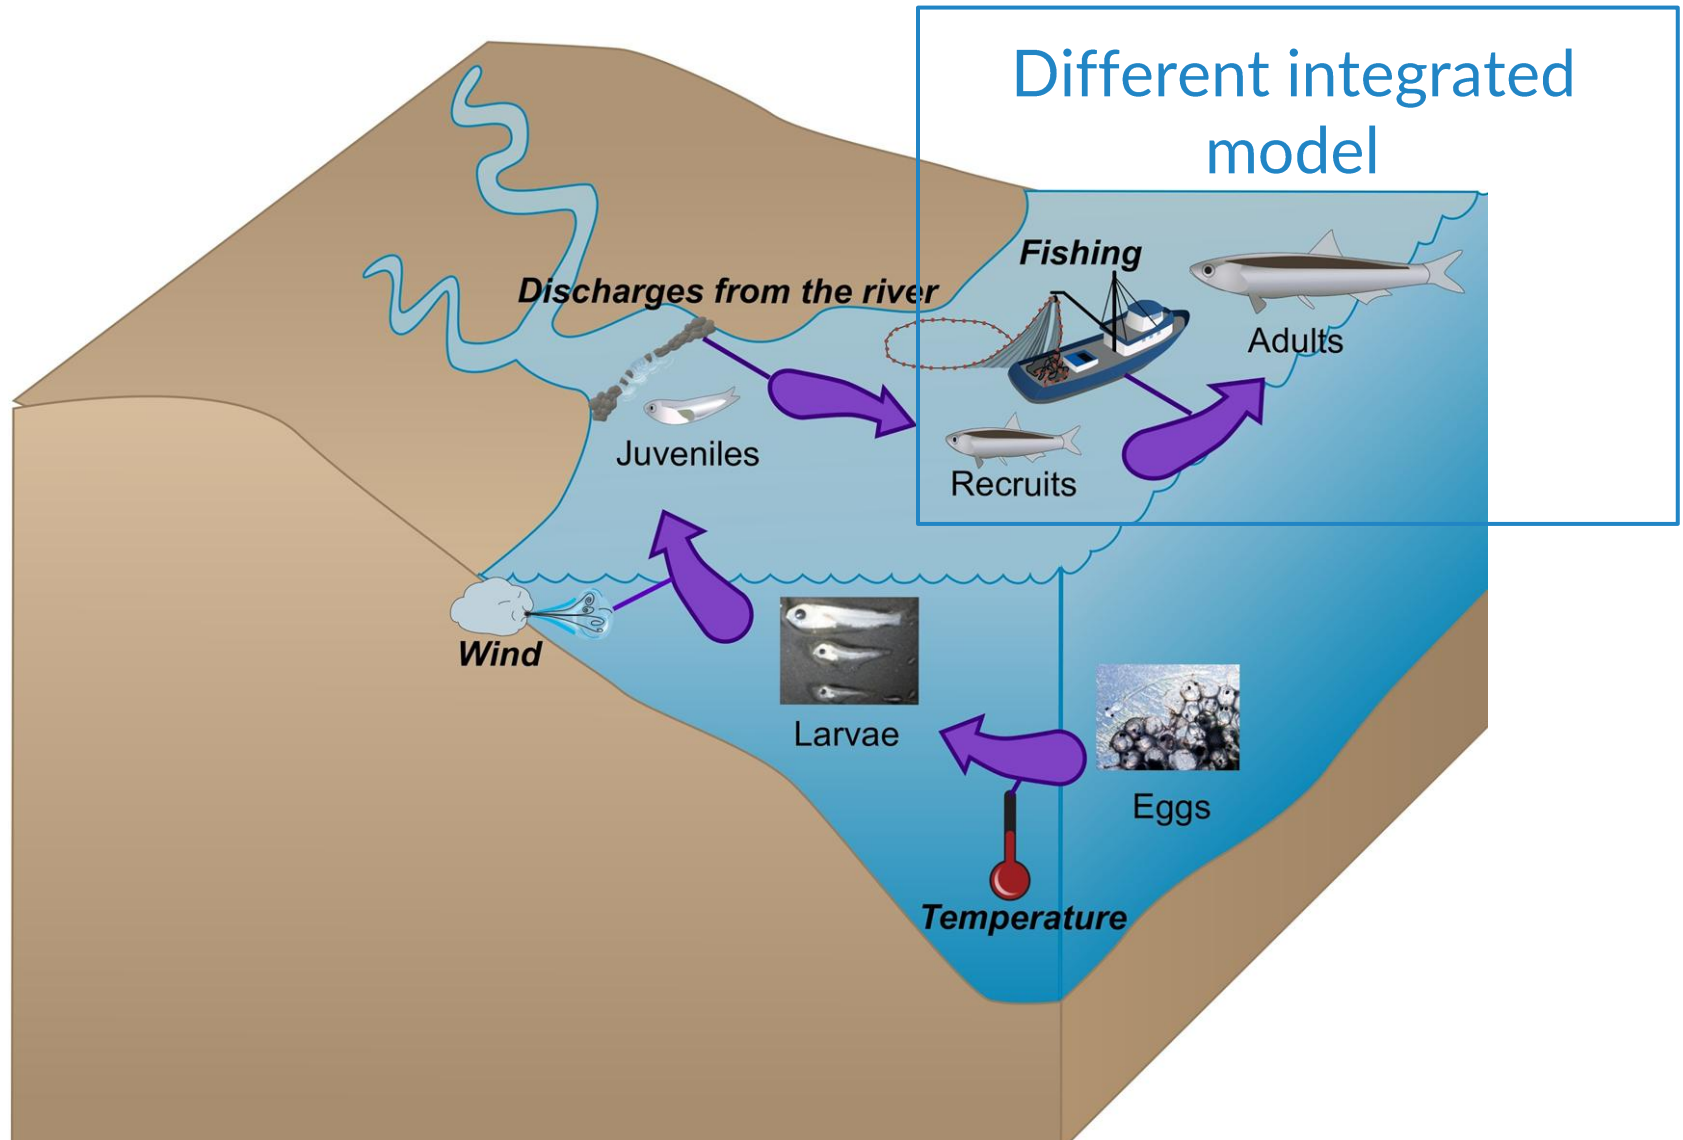 Different integrated
model
Fishing
Discharges from the river
Adults
Juveniles
Recruits
Wind
Larvae
Eggs
Temperature